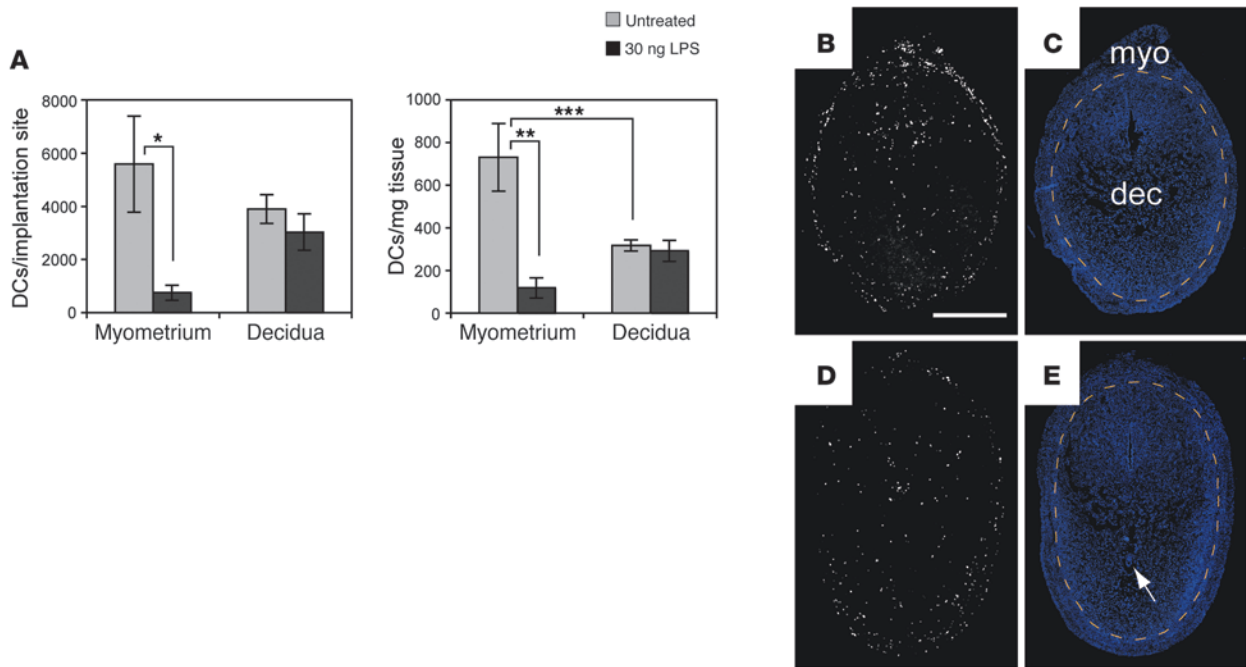 Untreated
30 ng LPS
A
8000
6000
4000
2000
0
DCs/implantation site
*
Myometrium
Decidua
1000
800
600
400
200
0
DCs/mg tissue
***
**
Myometrium
Decidua
B
C
myo
dec
D
E